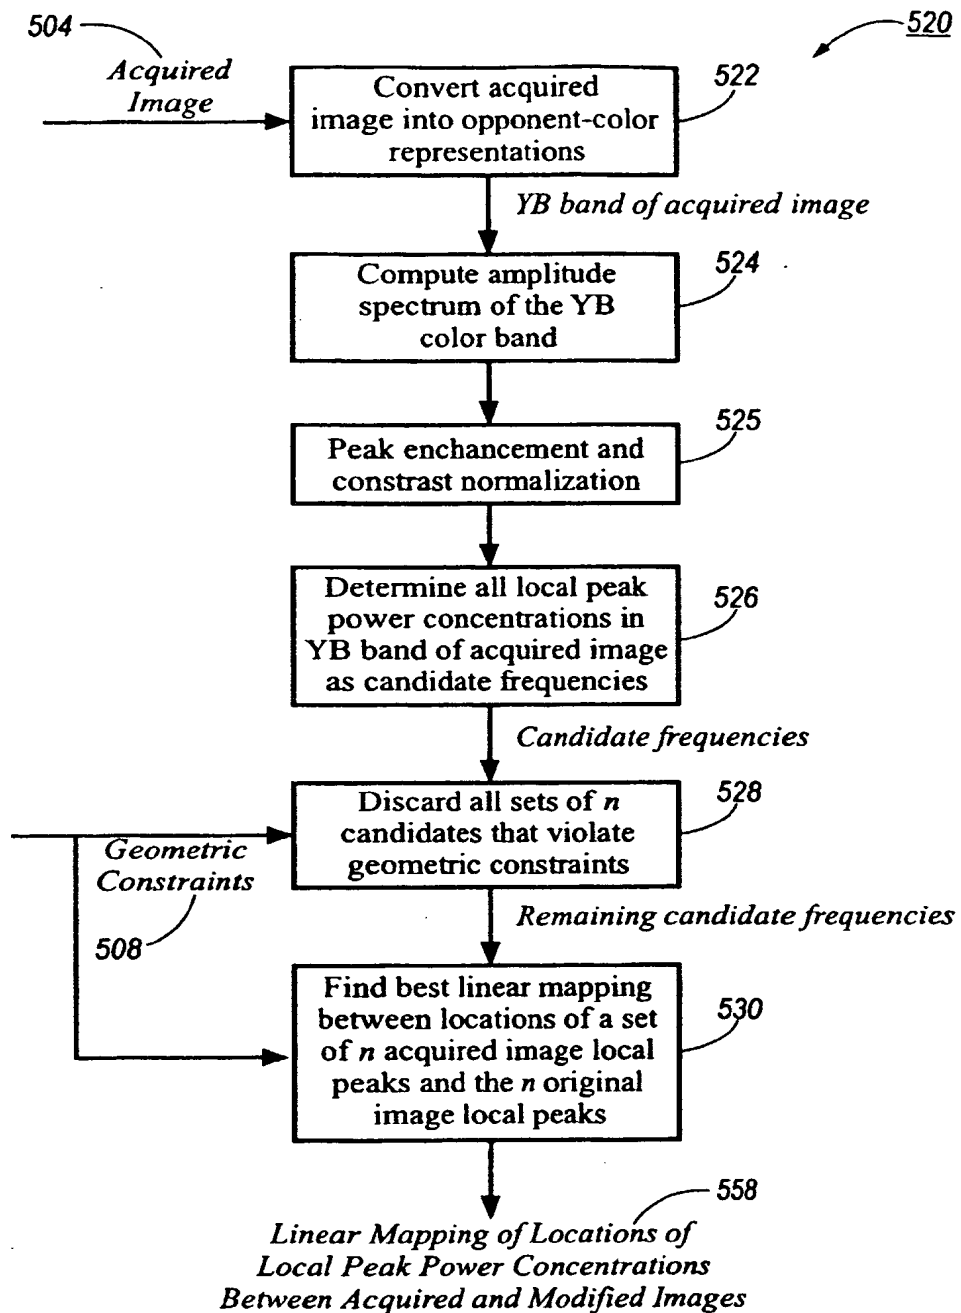 504
520
Acquired
Image
522
Convert acquired
image into opponent-color
representations
YB band of acquired image
524
Compute amplitude
spectrum of the YB
color band
525
Peak enchancement and
constrast normalization
526
Determine all local peak
power concentrations in
YB band of acquired image
as candidate frequencies
Candidate frequencies
528
Discard all sets of n
candidates that violate
geometric constraints
Geometric
Constraints
508
Remaining candidate frequencies
530
Find best linear mapping
between locations of a set
of n acquired image local
peaks and the n original
image local peaks
558
Linear Mapping of Locations of
Local Peak Power Concentrations
Between Acquired and Modified Images